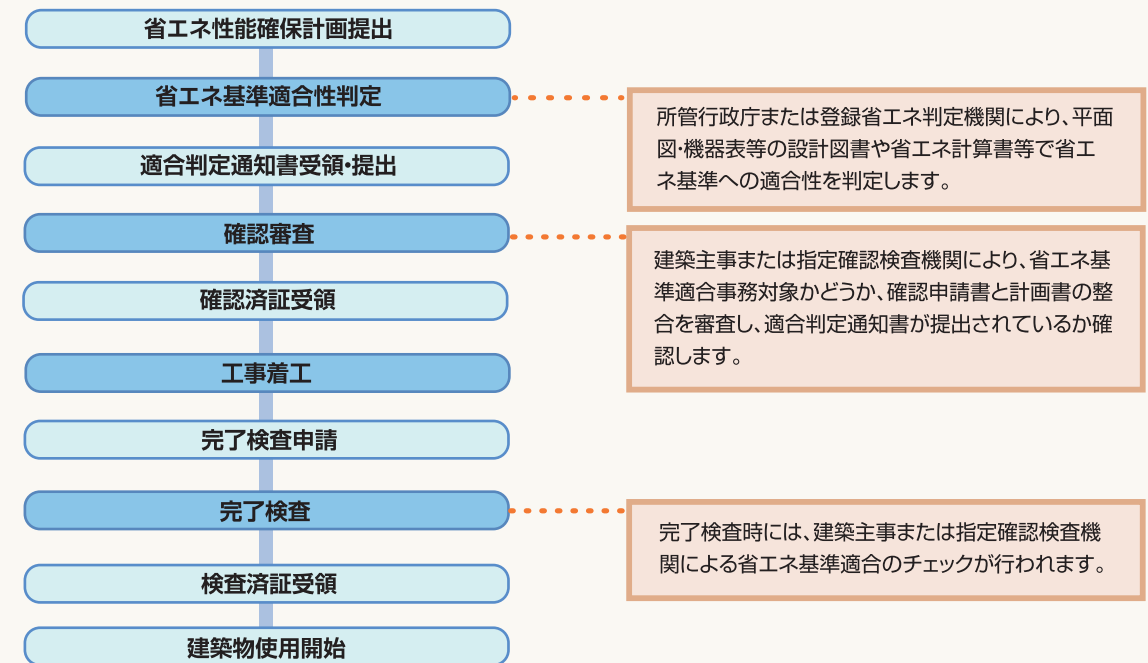 省エネ性能確保計画提出
省エネ基準適合性判定
所管行政庁または登録省エネ判定機関により、平面
図・機器表等の設計図書や省エネ計算書等で省エ
ネ基準への適合性を判定します。
適合判定通知書受領・提出
確認審査
建築主事または指定確認検査機関により、省エネ基
準適合事務対象かどうか、確認申請書と計画書の整
合を審査し、適合判定通知書が提出されているか確
認します。
確認済証受領
工事着工
完了検査申請
完了検査
完了検査時には、建築主事または指定確認検査機
関による省エネ基準適合のチェックが行われます。
検査済証受領
建築物使用開始